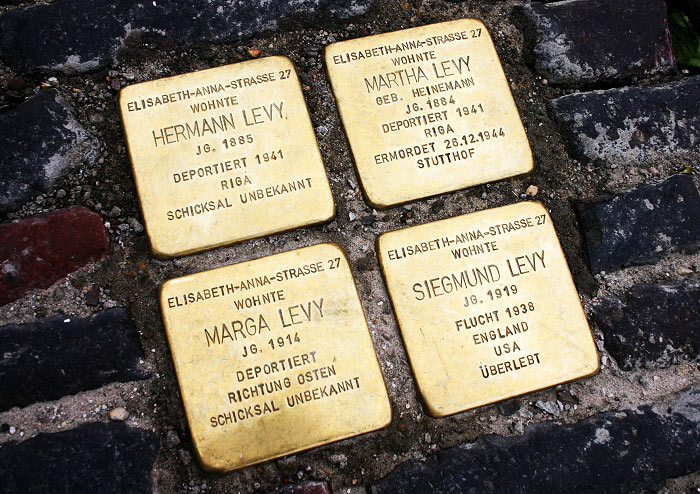 ELISABETH-ANNA-STRASSE 27
WOHNTE
HERMANN LEVY
JG. 1885
DEPORTIERT 1941
RIGA
SCHICKSAL UNBEKANNT
ELISABETH-ANNA-STRASSE 27
WOHNTE
MARTHA LEVY
GEB. HEINEMANN
JG. 1884
DEPORTIERT 1941
RIGA
ERMORDET 26.12.1944
STUTTHOF
ELISABETH-ANNA-STRASSE 27
WOHNTE
MARGA LEVY
JG. 1914
DEPORTIERT
RICHTUNG OSTEN
SCHICKSAL UNBEKANNT
ELISABETH-ANNA-STRASSE 27
WOHNTE
SIEGMUND LEVY
JG. 1919
FLUCHT 1938
ENGLAND
USA
ÜBERLEBT